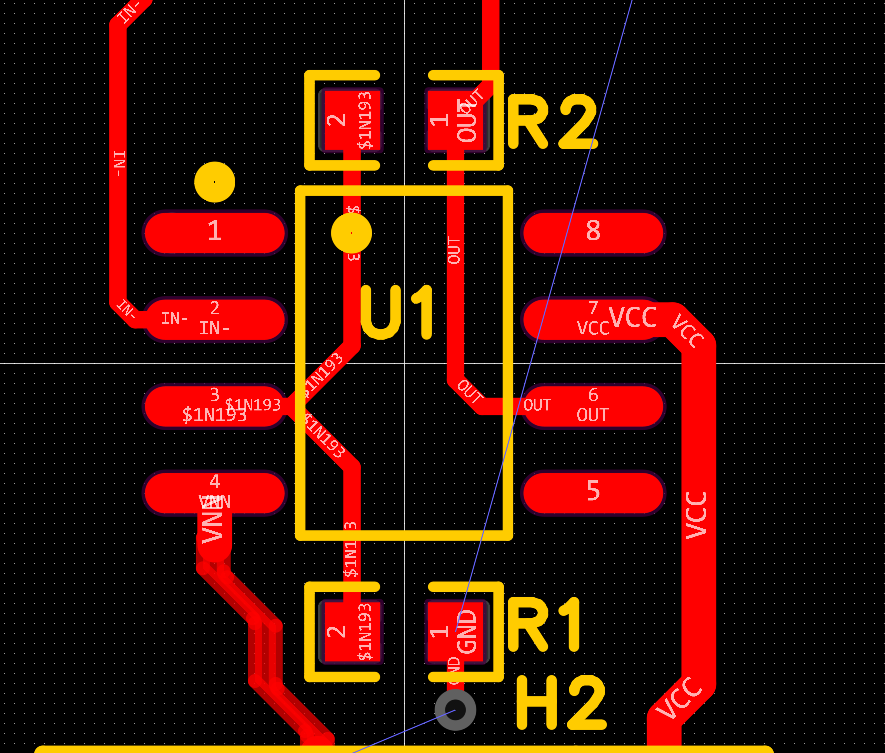 IN-
IN-
2
$1N193
1
OUT
OUT
R2
1
8
OUT
U1
IN-
IN-
2
IN-
7
VCC
VCC
VCC
$1N193
3
$1N193
$1N193
OUT
OUT
6
OUT
$1N193
4
VNN
VNN
5
VCC
$1N193
2
$1N193
1
GND
GND
R1
H2
VCC